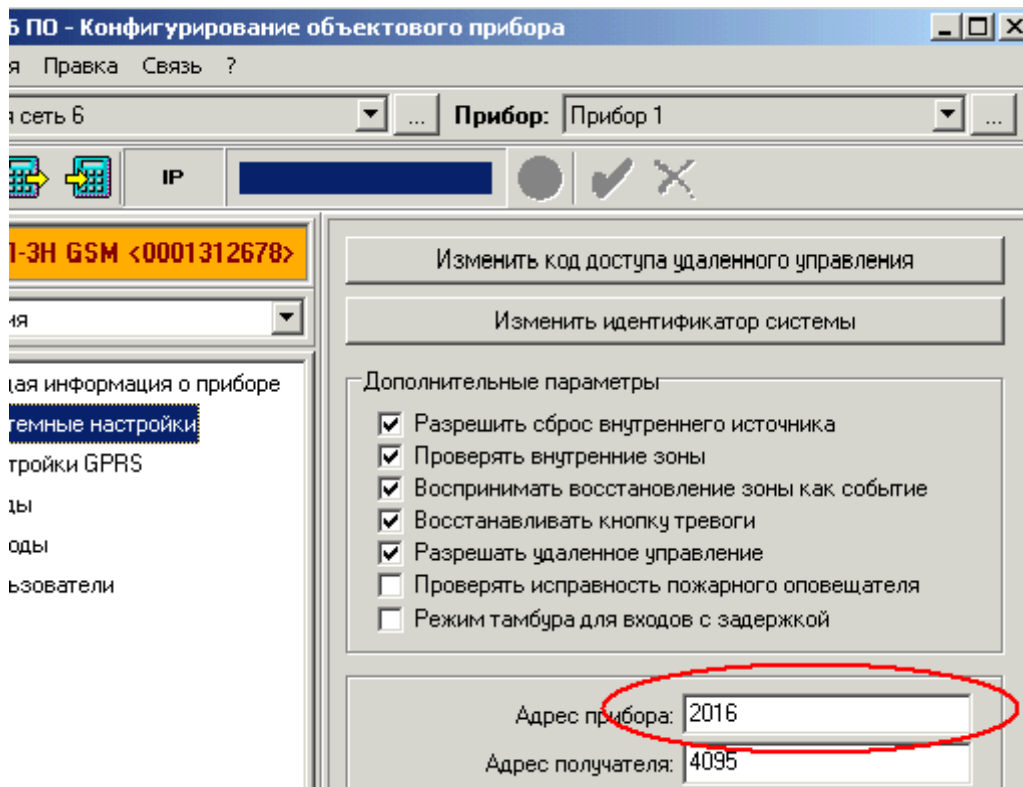 Б ПО - Конфигурирование объектового прибора
я Правка Связь ?
я сеть 6 ... Прибор: Прибор 1 ...
IP
1-3Н GSM <0001312678>
ия
Изменить код доступа удаленного управления
Изменить идентификатор системы
щая информация о приборе
темные настройки
тройки GPRS
ды
оды
ьзователи
Дополнительные параметры
Разрешить сброс внутреннего источника
Проверять внутренние зоны
Воспринимать восстановление зоны как событие
Восстанавливать кнопку тревоги
Разрешать удаленное управление
Проверять исправность пожарного оповещателя
Режим тамбура для входов с задержкой
Адрес прибора: 2016
Адрес получателя: 4095